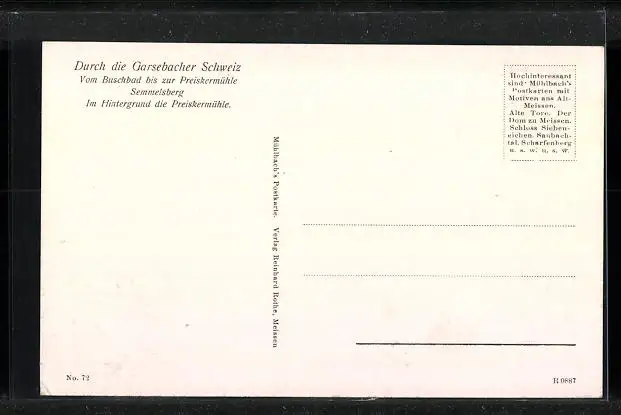 Durch die Garsebacher Schweiz
Vom Buschbad bis zur Preiskermühle
Semmelsberg
Im Hintergrund die Preiskermühle.
Hochinteressant
sind: Mühlbach's
Postkarten mit
Motiven aus Alt-
Meissen.
Alte Tore. Der
Dom zu Meissen.
Schloss Sieben-
eichen. Saubach-
tal. Scharfenberg
u. s. w. u. s. w.
Mühlbach's Postkarte. Verlag Reinhard Rothe, Meissen
No. 72
R 0887